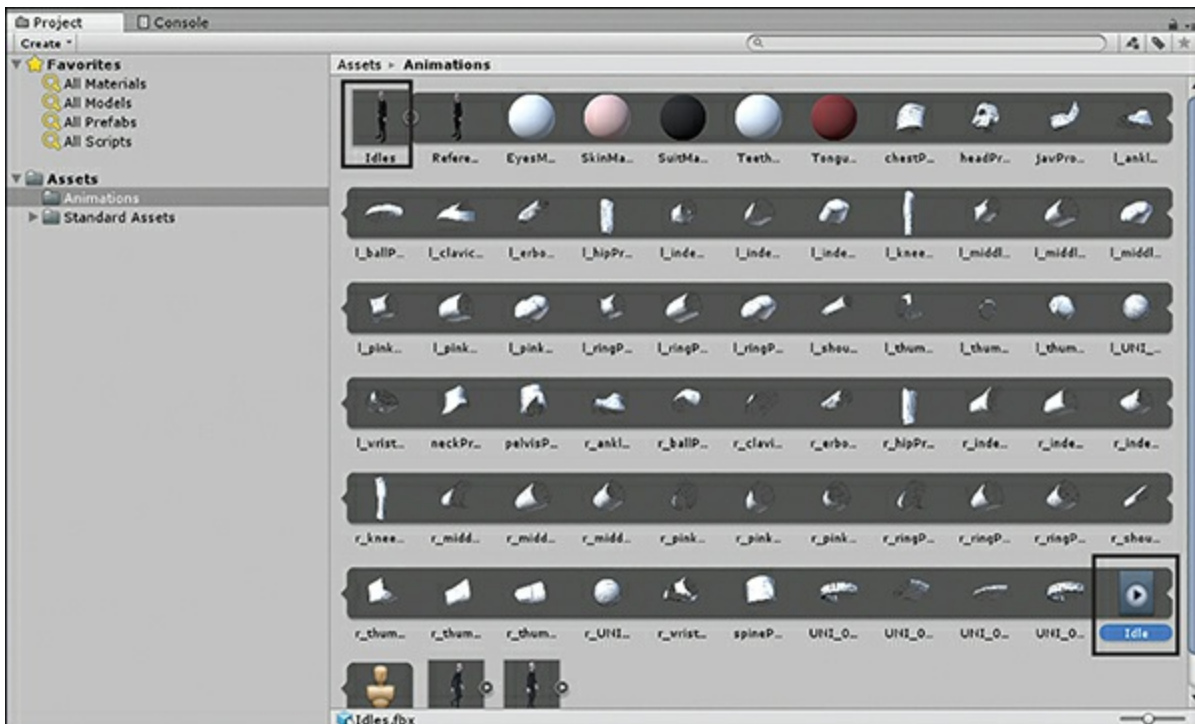 Project Console
Create
Favorites
All Materials
All Models
All Prefabs
All Scripts
Assets
Animations
Standard Assets
Assets ▸ Animations
Idles Refere... EyesM... SkinMa... SuitMa... Teeth... Tongu... chestP... headPr... javPro... l_ankl...
l_ballP... l_clavic... l_erbo... l_hipPr... l_inde... l_inde... l_inde... l_knee... l_middl... l_middl... l_middl...
l_pink... l_pink... l_pink... l_ringP... l_ringP... l_ringP... l_shou... l_thum... l_thum... l_thum... l_UNI_...
l_wrist... neckPr... pelvisP... r_ankl... r_ballP... r_clavi... r_erbo... r_hipPr... r_inde... r_inde... r_inde...
r_knee... r_midd... r_midd... r_midd... r_pink... r_pink... r_pink... r_ringP... r_ringP... r_ringP... r_shou...
r_thum... r_thum... r_thum... r_UNI_... r_wrist... spineP... UNI_0... UNI_0... UNI_0... UNI_0... Idle
Idles.fbx